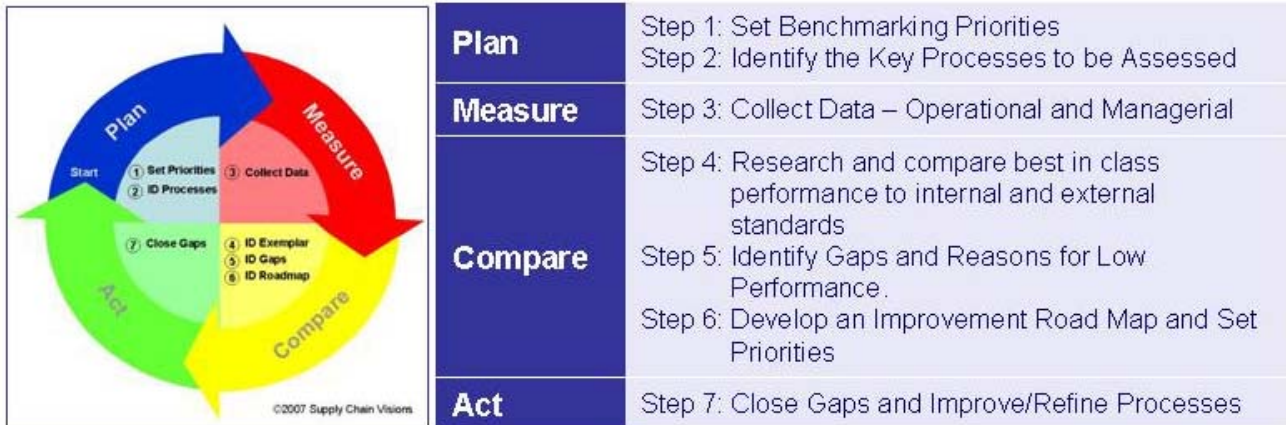 Plan
Measure
Start
① Set Priorities
② ID Processes
③ Collect Data
⑦ Close Gaps
④ ID Exemplar
⑤ ID Gaps
⑥ ID Roadmap
Act
Compare
©2007 Supply Chain Visions
Plan
Step 1: Set Benchmarking Priorities
Step 2: Identify the Key Processes to be Assessed
Measure
Step 3: Collect Data – Operational and Managerial
Compare
Step 4: Research and compare best in class
performance to internal and external
standards
Step 5: Identify Gaps and Reasons for Low
Performance.
Step 6: Develop an Improvement Road Map and Set
Priorities
Act
Step 7: Close Gaps and Improve/Refine Processes